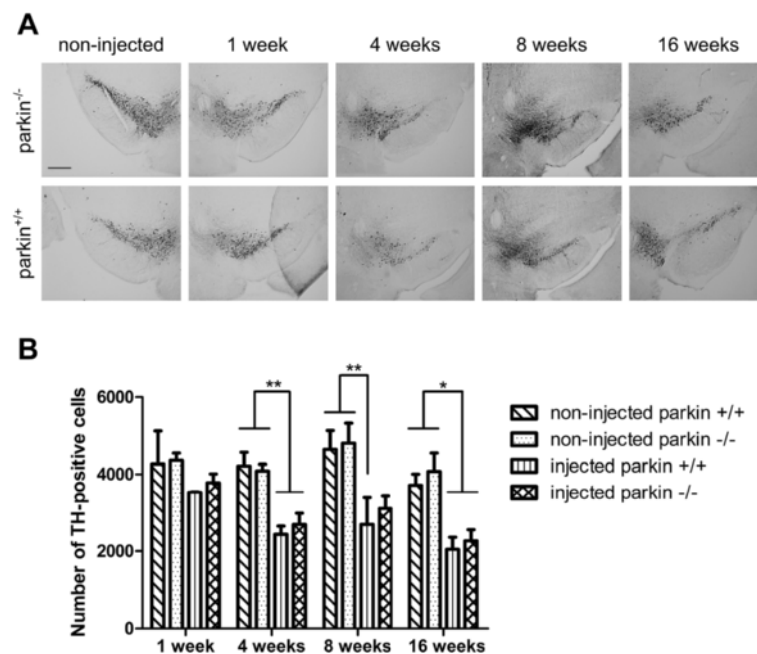 A
non-injected 1 week 4 weeks 8 weeks 16 weeks
parkin-/-
parkin+/+
B
6000
4000
2000
0
Number of TH-positive cells
** ** *
1 week 4 weeks 8 weeks 16 weeks
non-injected parkin +/+
non-injected parkin -/-
injected parkin +/+
injected parkin -/-